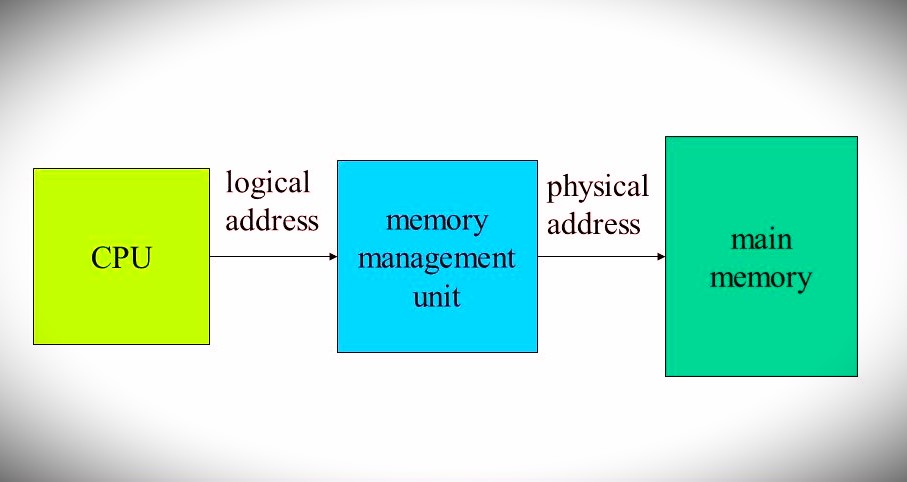 CPU
logical
address
memory
management
unit
physical
address
main
memory